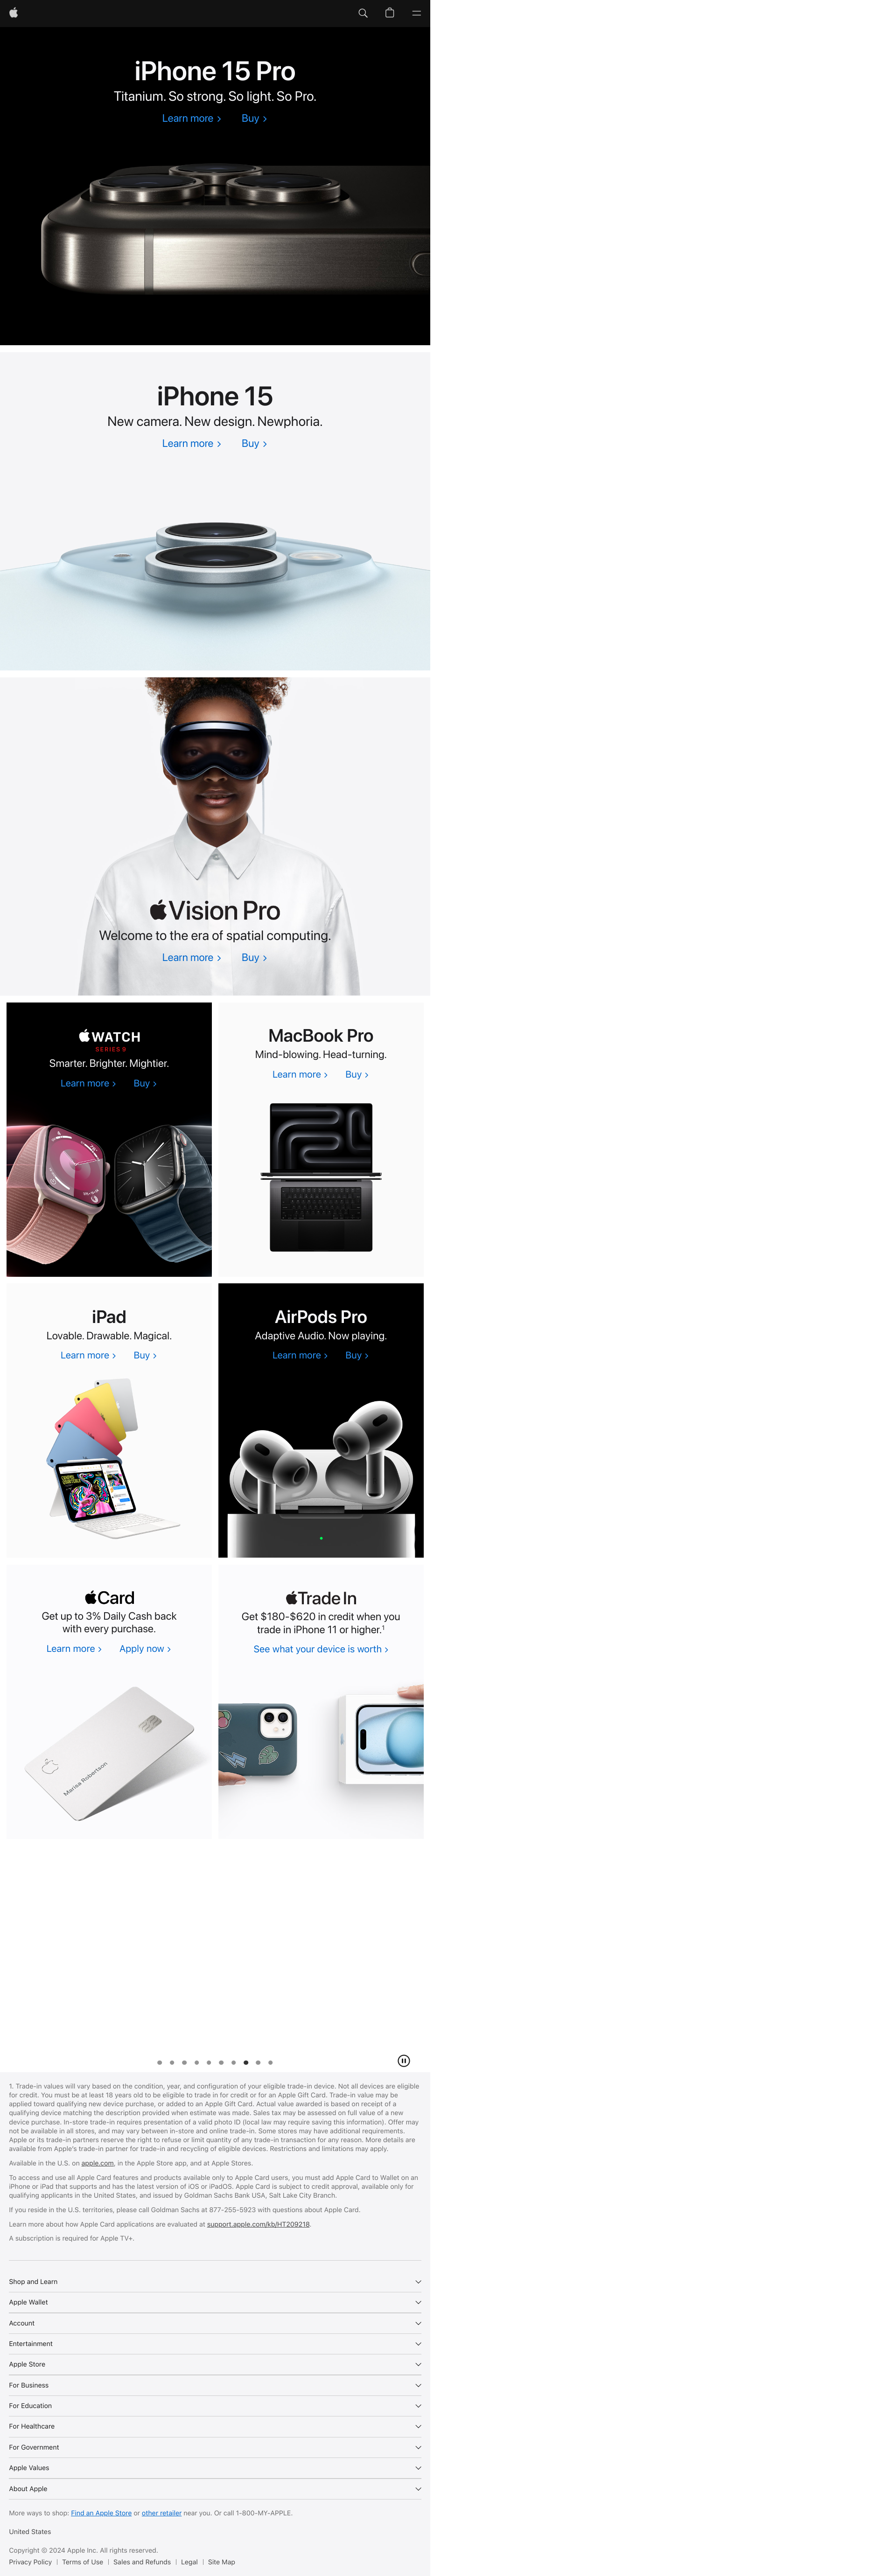 iPhone 15 Pro
Titanium. So strong. So light. So Pro.
Learn more > Buy >
iPhone 15
New camera. New design. Newphoria.
Learn more > Buy >
Vision Pro
Welcome to the era of spatial computing.
Learn more > Buy >
WATCH
SERIES 9
Smarter. Brighter. Mightier.
Learn more > Buy >
MacBook Pro
Mind-blowing. Head-turning.
Learn more > Buy >
iPad
Lovable. Drawable. Magical.
Learn more > Buy >
AirPods Pro
Adaptive Audio. Now playing.
Learn more > Buy >
Card
Get up to 3% Daily Cash back
with every purchase.
Learn more > Apply now >
Marisa Robertson
Trade In
Get $180-$620 in credit when you
trade in iPhone 11 or higher.¹
See what your device is worth >
1. Trade-in values will vary based on the condition, year, and configuration of your eligible trade-in device. Not all devices are eligible
for credit. You must be at least 18 years old to be eligible to trade in for credit or for an Apple Gift Card. Trade-in value may be
applied toward qualifying new device purchase, or added to an Apple Gift Card. Actual value awarded is based on receipt of a
qualifying device matching the description provided when estimate was made. Sales tax may be assessed on full value of a new
device purchase. In-store trade-in requires presentation of a valid photo ID (local law may require saving this information). Offer may
not be available in all stores, and may vary between in-store and online trade-in. Some stores may have additional requirements.
Apple or its trade-in partners reserve the right to refuse or limit quantity of any trade-in transaction for any reason. More details are
available from Apple's trade-in partner for trade-in and recycling of eligible devices. Restrictions and limitations may apply.
Available in the U.S. on apple.com, in the Apple Store app, and at Apple Stores.
To access and use all Apple Card features and products available only to Apple Card users, you must add Apple Card to Wallet on an
iPhone or iPad that supports and has the latest version of iOS or iPadOS. Apple Card is subject to credit approval, available only for
qualifying applicants in the United States, and issued by Goldman Sachs Bank USA, Salt Lake City Branch.
If you reside in the U.S. territories, please call Goldman Sachs at 877-255-5923 with questions about Apple Card.
Learn more about how Apple Card applications are evaluated at support.apple.com/kb/HT209218.
A subscription is required for Apple TV+.
Shop and Learn
Apple Wallet
Account
Entertainment
Apple Store
For Business
For Education
For Healthcare
For Government
Apple Values
About Apple
More ways to shop: Find an Apple Store or other retailer near you. Or call 1-800-MY-APPLE.
United States
Copyright © 2024 Apple Inc. All rights reserved.
Privacy Policy | Terms of Use | Sales and Refunds | Legal | Site Map